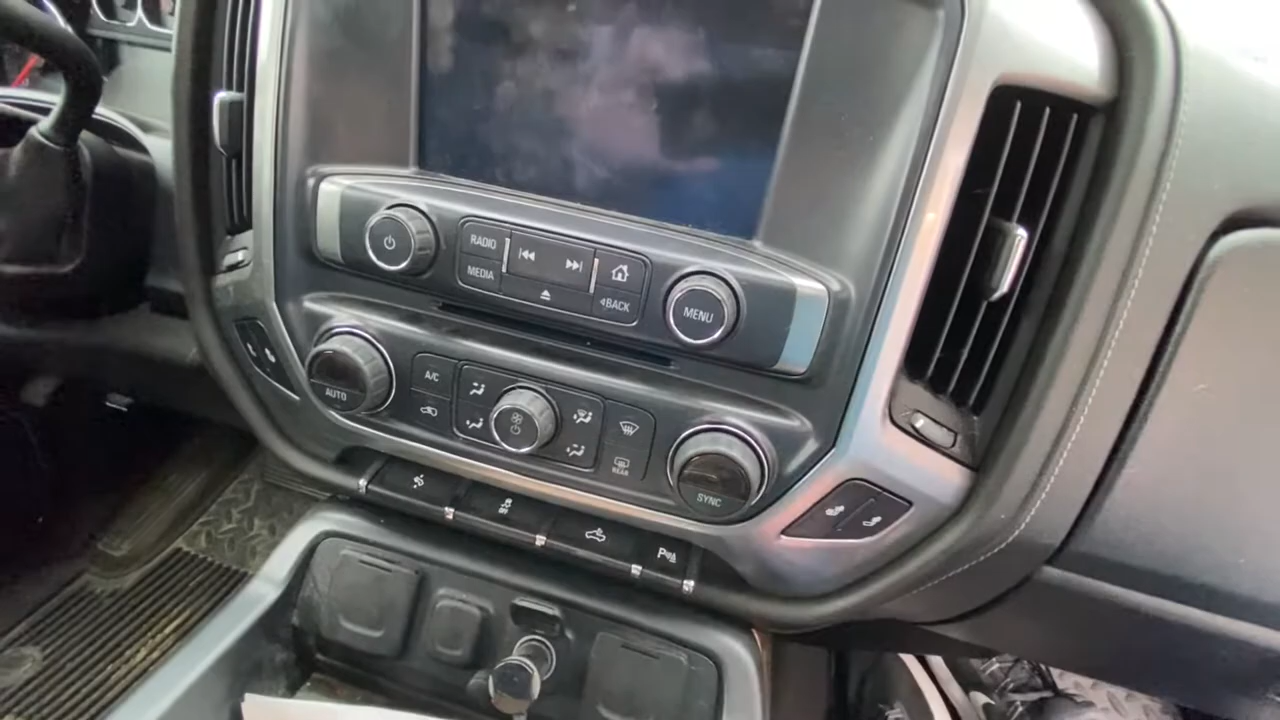 RADIO
MEDIA
◃BACK
MENU
AUTO
A/C
REAR
SYNC
P